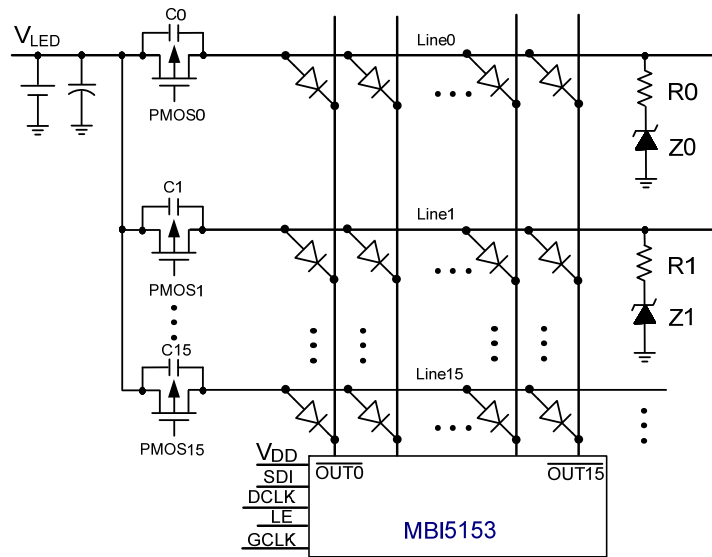 C0
VLED
Line0
PMOS0
R0
Z0
C1
Line1
PMOS1
R1
Z1
C15
Line15
PMOS15
VDD
OUT0
OUT15
SDI
DCLK
LE
GCLK
MBI5153